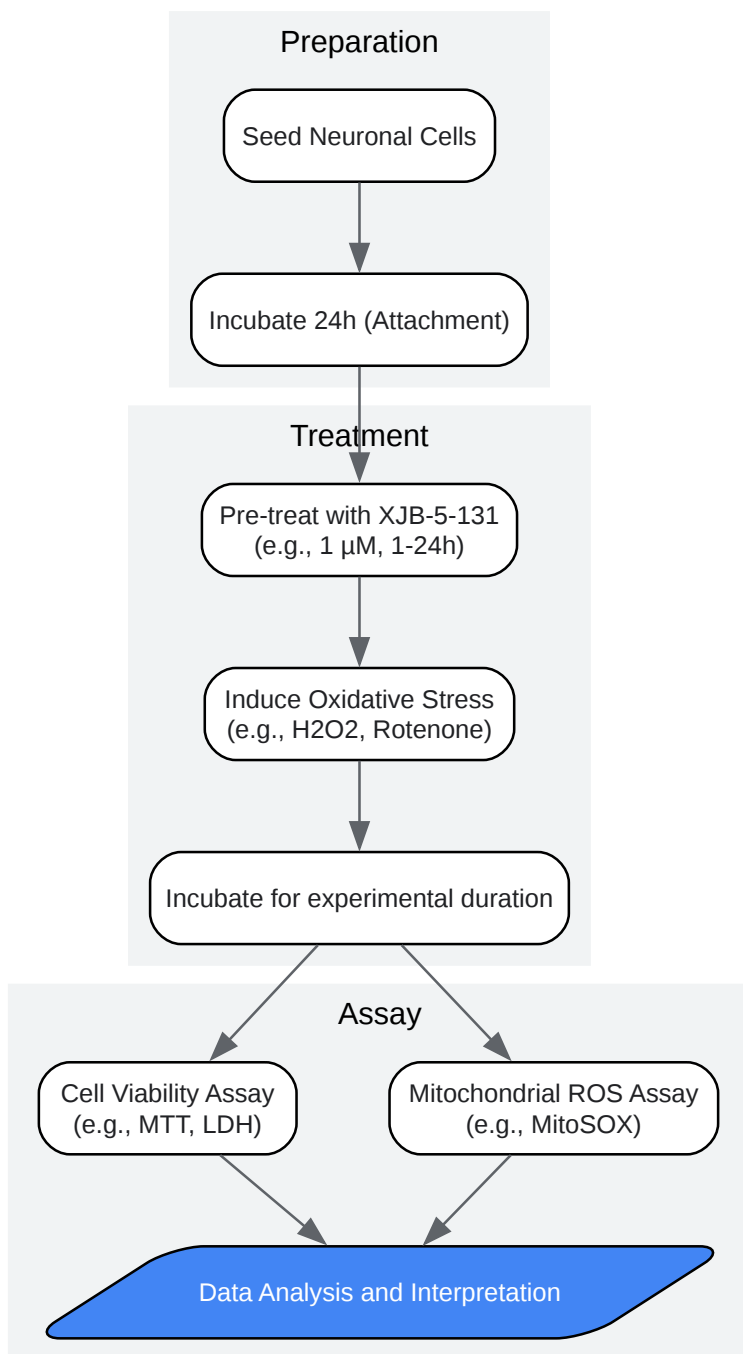 Preparation
Seed Neuronal Cells
Incubate 24h (Attachment)
Treatment
Pre-treat with XJB-5-131
(e.g., 1 µM, 1-24h)
Induce Oxidative Stress
(e.g., H2O2, Rotenone)
Incubate for experimental duration
Assay
Cell Viability Assay
(e.g., MTT, LDH)
Mitochondrial ROS Assay
(e.g., MitoSOX)
Data Analysis and Interpretation